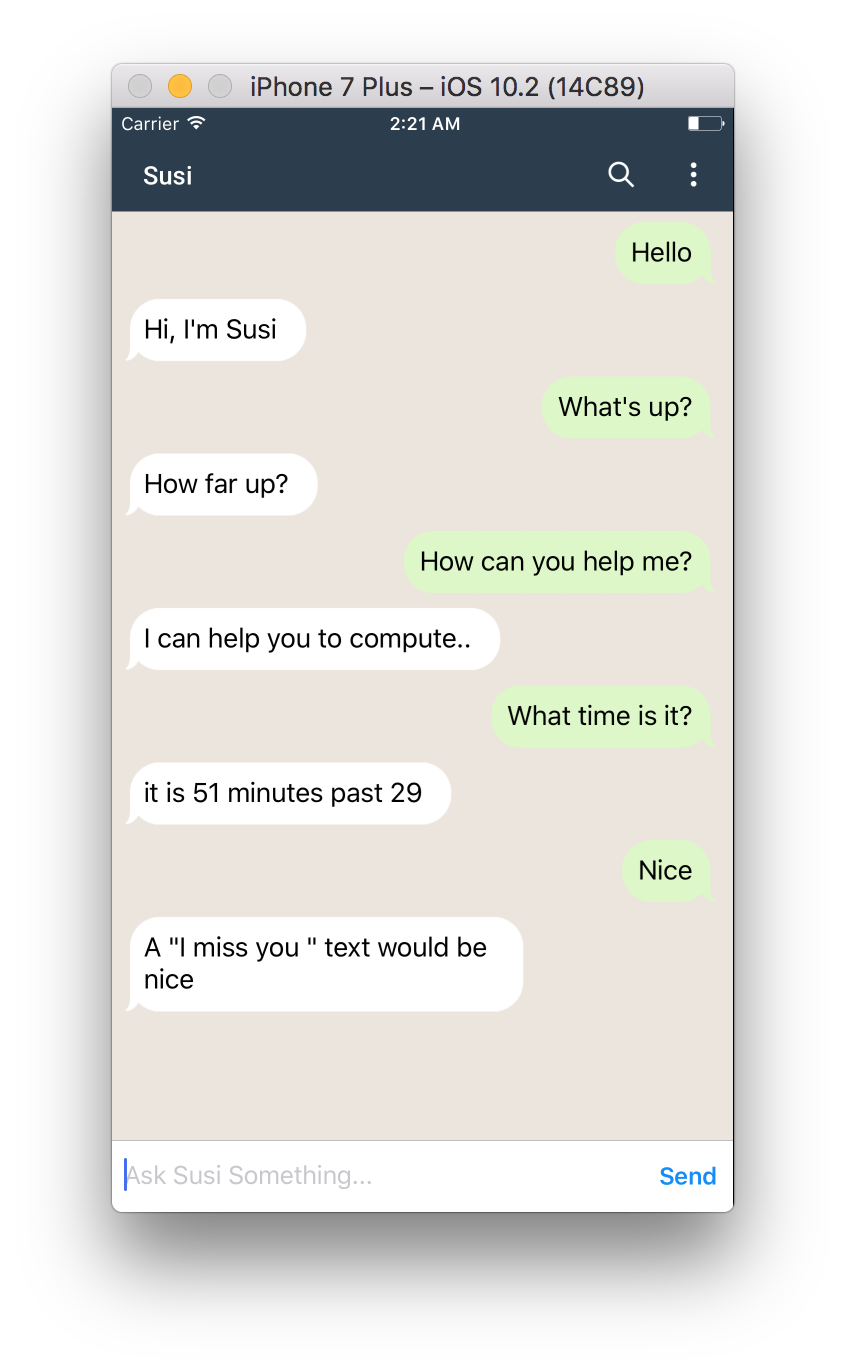 iPhone 7 Plus – iOS 10.2 (14C89)
Carrier 2:21 AM
Susi
Hello
Hi, I'm Susi
What's up?
How far up?
How can you help me?
I can help you to compute..
What time is it?
it is 51 minutes past 29
Nice
A "I miss you " text would be
nice
Ask Susi Something... Send